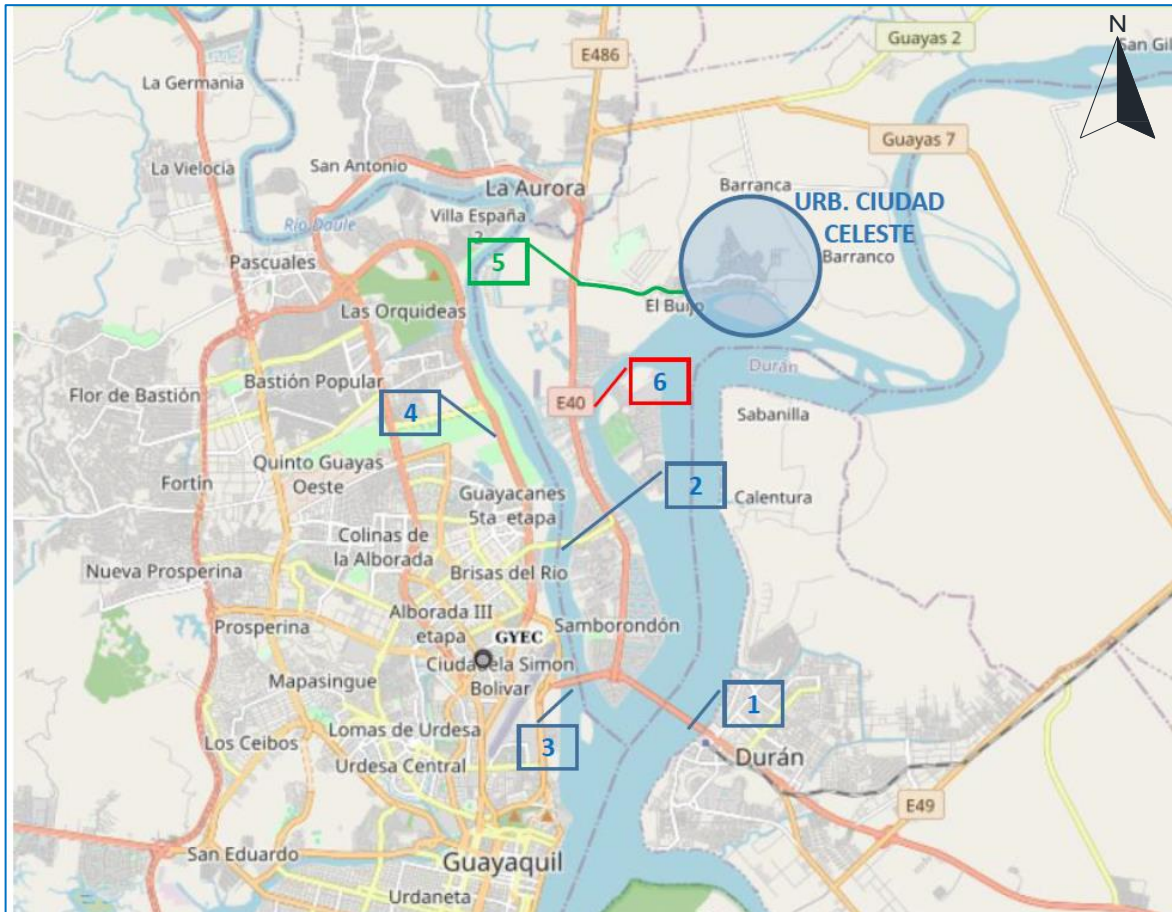 N
Guayas 2
San Gil
E486
La Germania
Guayas 7
La Vielocía
San Antonio
La Aurora
Barranca
URB. CIUDAD
CELESTE
Villa España
2
Río Daule
Barranco
Pascuales
5
El Buijo
Las Orquideas
Durán
Bastión Popular
6
Flor de Bastión
E40
4
Sabanilla
Quinto Guayas
Oeste
Fortín
2
Guayacanes
5ta etapa
Calentura
Colinas de
la Alborada
Nueva Prosperina
Brisas del Río
Alborada III
etapa
Prosperina
GYEC
Samborondón
Ciudadela Simon
Bolivar
Mapasingue
1
Lomas de Urdesa
Los Ceibos
3
Durán
Urdesa Central
E49
San Eduardo
Guayaquil
Urdaneta